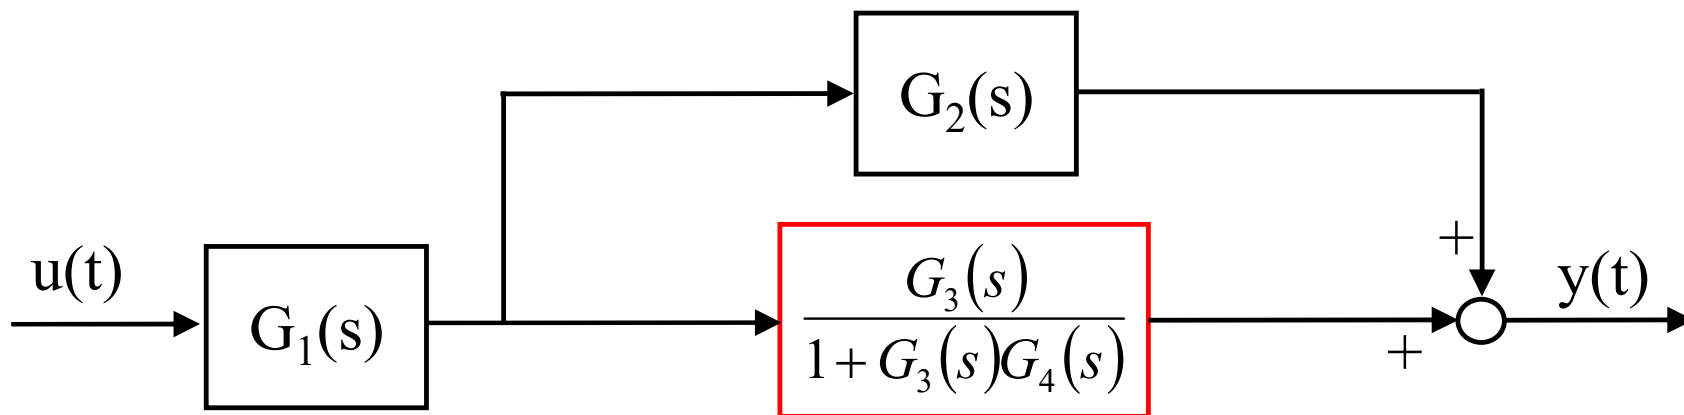 G₂(s)
+
u(t)
G₁(s)
G₃(s)
1 + G₃(s)G₄(s)
+
y(t)